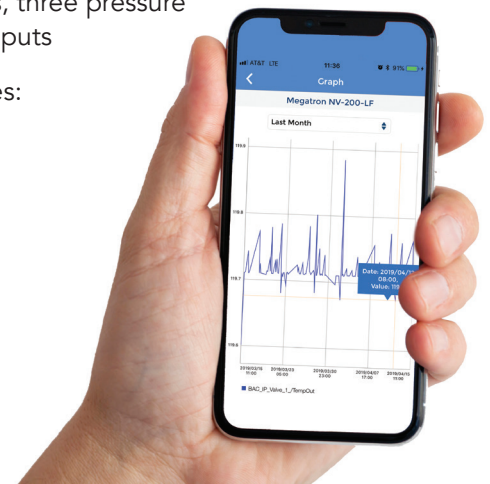 , three pressure
puts
es:
AT&T LTE 11:36 91%
Graph
Megatron NV-200-LF
Last Month
119.9
119.8
119.7
119.6
Date: 2019/04/
08:00,
Value: 119
2019/03/15 2019/03/23 2019/03/30 2019/04/07 2019/04/15
11:00 05:00 23:00 17:00 11:00
BAC_IP_Valve_1_/TempOut